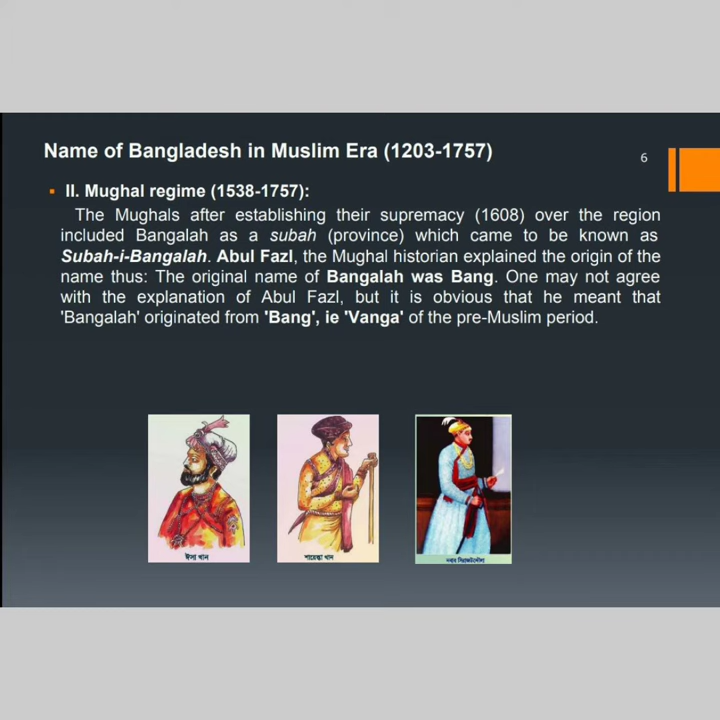 Name of Bangladesh in Muslim Era (1203-1757)
6
II. Mughal regime (1538-1757):
The Mughals after establishing their supremacy (1608) over the region
included Bangalah as a subah (province) which came to be known as
Subah-i-Bangalah. Abul Fazl, the Mughal historian explained the origin of the
name thus: The original name of Bangalah was Bang. One may not agree
with the explanation of Abul Fazl, but it is obvious that he meant that
'Bangalah' originated from 'Bang', ie 'Vanga' of the pre-Muslim period.
ঈসা খান
শায়েস্তা খান
নবাব সিরাজউদ্দৌলা